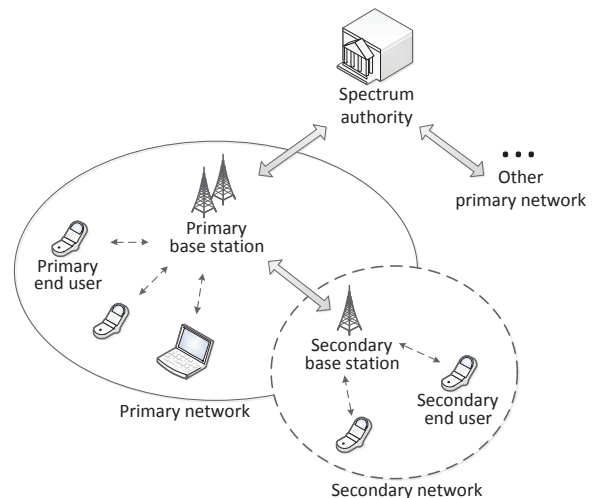 Spectrum
authority
...
Other
primary network
Primary
base station
Primary
end user
Secondary
base station
Secondary
end user
Primary network
Secondary network